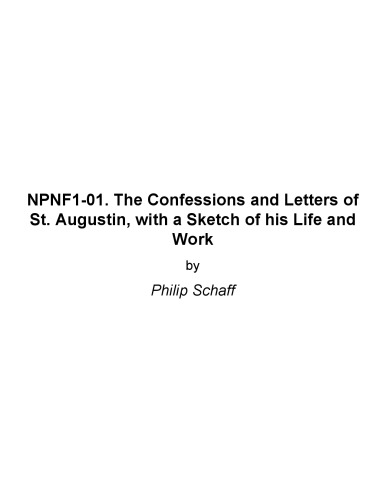 NPNF1-01. The Confessions and Letters of
St. Augustin, with a Sketch of his Life and
Work
by
Philip Schaff